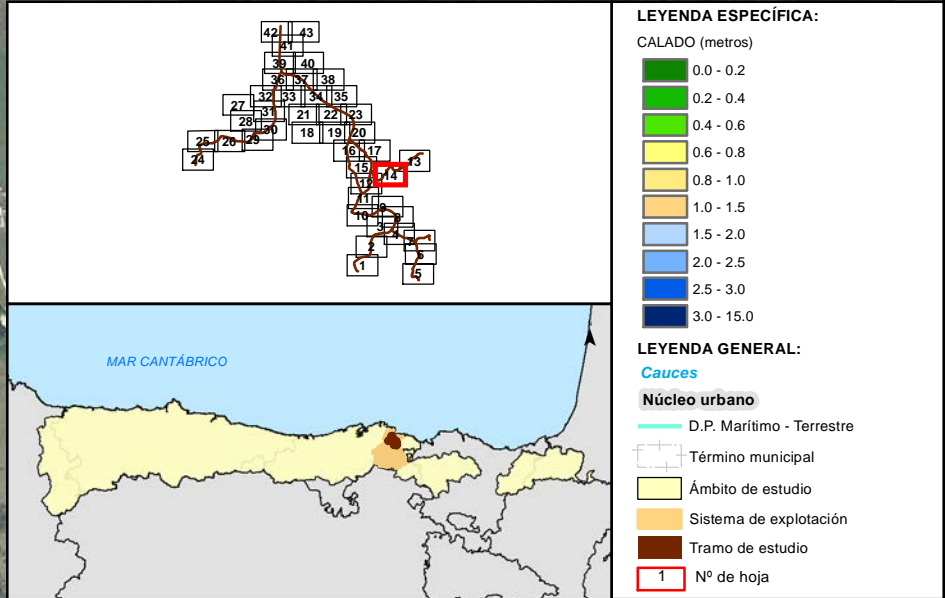 42 43
41
39 40
36 37 38
32 33 34 35
27 31 21 22 23
28 30 18 19 20
25 26 29 16 17
24 15 13
12 14
11
10 9 8
3 4 7
2 6
1 5
MAR CANTÁBRICO
LEYENDA ESPECÍFICA:
CALADO (metros)
0.0 - 0.2
0.2 - 0.4
0.4 - 0.6
0.6 - 0.8
0.8 - 1.0
1.0 - 1.5
1.5 - 2.0
2.0 - 2.5
2.5 - 3.0
3.0 - 15.0
LEYENDA GENERAL:
Cauces
Núcleo urbano
D.P. Marítimo - Terrestre
Término municipal
Ámbito de estudio
Sistema de explotación
Tramo de estudio
1 Nº de hoja